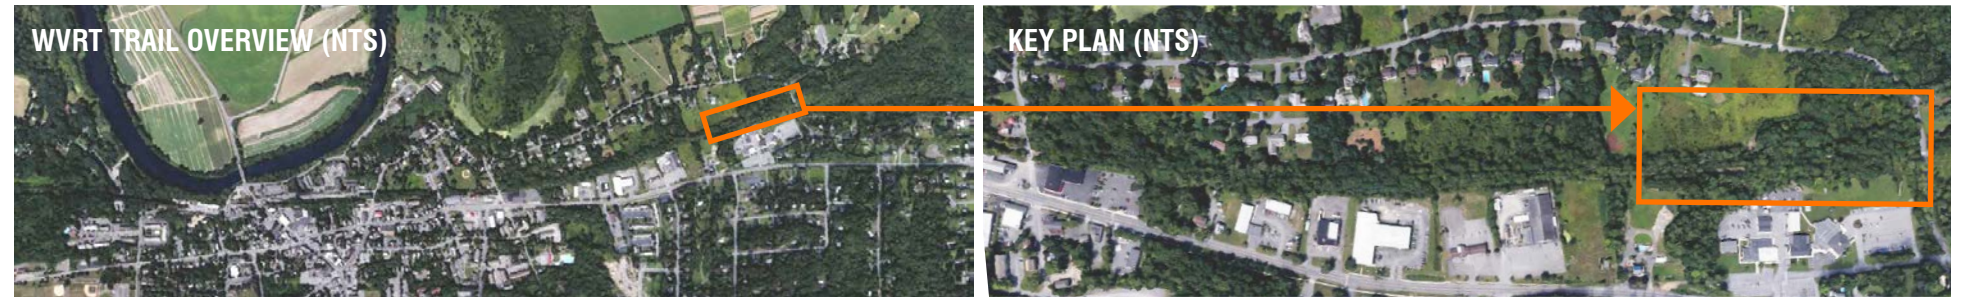 WVRT TRAIL OVERVIEW (NTS)
KEY PLAN (NTS)